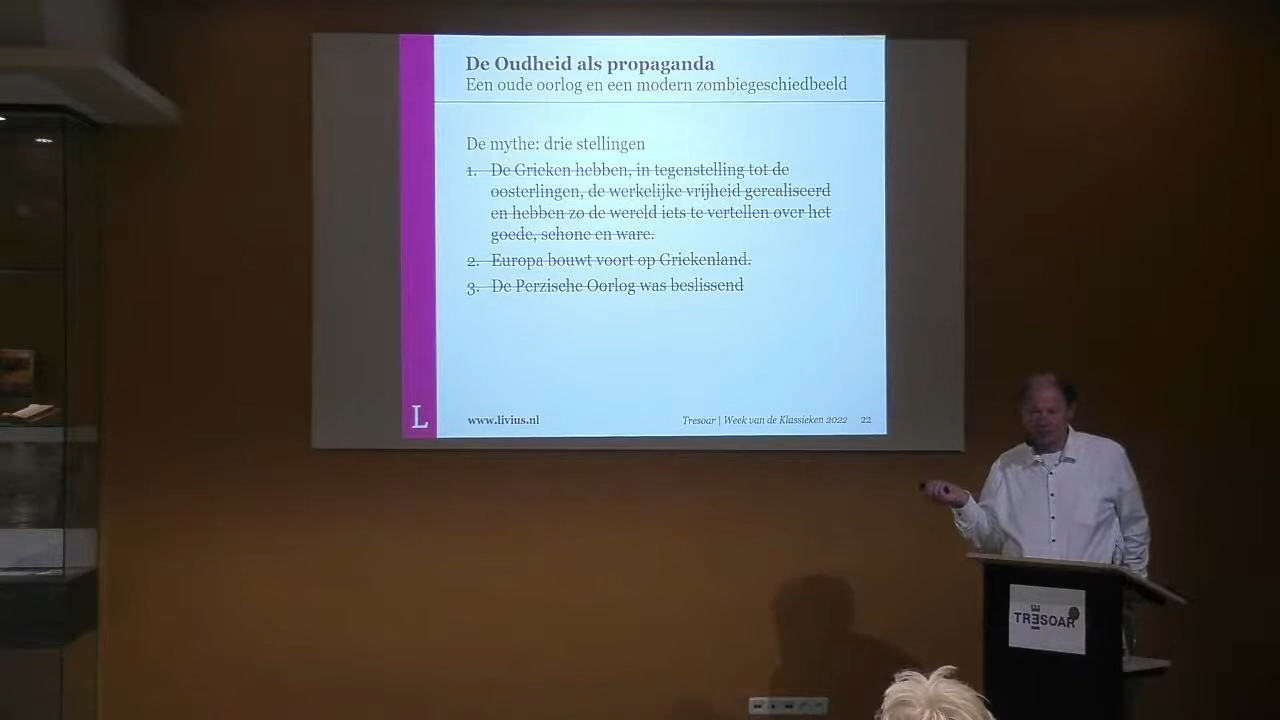 De Oudheid als propaganda
Een oude oorlog en een modern zombiegeschiedbeeld
De mythe: drie stellingen
1. De Grieken hebben, in tegenstelling tot de
oosterlingen, de werkelijke vrijheid gerealiseerd
en hebben zo de wereld iets te vertellen over het
goede, schone en ware.
2. Europa bouwt voort op Griekenland.
3. De Perzische Oorlog was beslissend
L
www.livius.nl
Tresoar | Week van de Klassieken 2022 22
TRESOAR